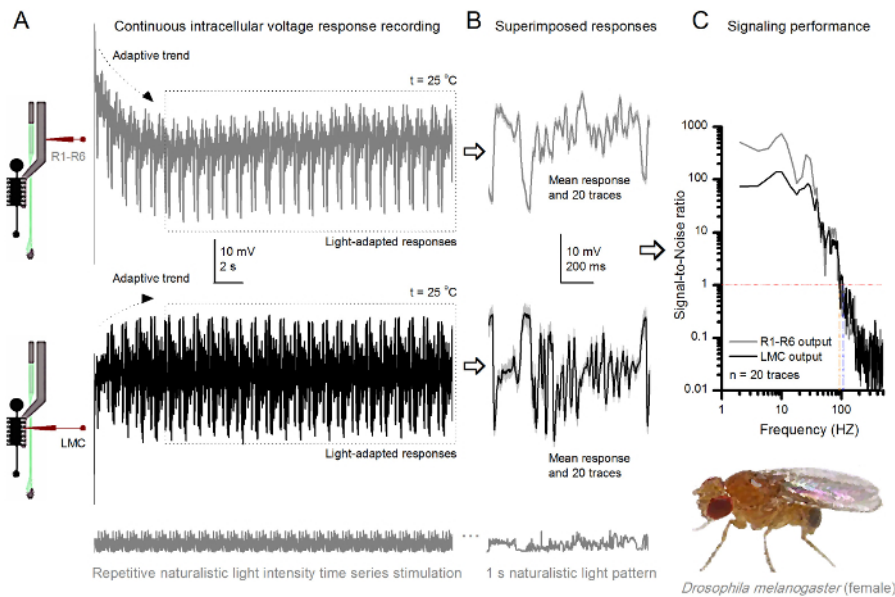 A
Continuous intracellular voltage response recording
B
Superimposed responses
C
Signaling performance
Adaptive trend
t = 25 °C
R1-R6
Mean response
and 20 traces
10 mV
2 s
Light-adapted responses
10 mV
200 ms
Adaptive trend
t = 25 °C
LMC
Light-adapted responses
Mean response
and 20 traces
Repetitive naturalistic light intensity time series stimulation
...
1 s naturalistic light pattern
Signal-to-Noise ratio
1000
100
10
1
0.1
0.01
R1-R6 output
LMC output
n = 20 traces
1
10
100
Frequency (HZ)
Drosophila melanogaster (female)